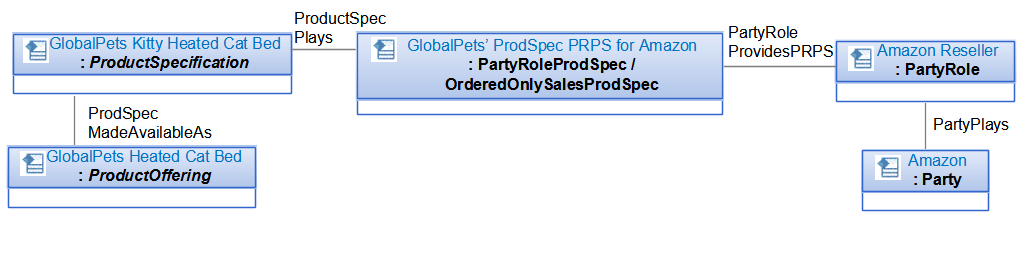 ProductSpec
Plays
GlobalPets Kitty Heated Cat Bed
: ProductSpecification
GlobalPets' ProdSpec PRPS for Amazon
: PartyRoleProdSpec /
OrderedOnlySalesProdSpec
PartyRole
ProvidesPRPS
Amazon Reseller
: PartyRole
ProdSpec
MadeAvailableAs
PartyPlays
GlobalPets Heated Cat Bed
: ProductOffering
Amazon
: Party